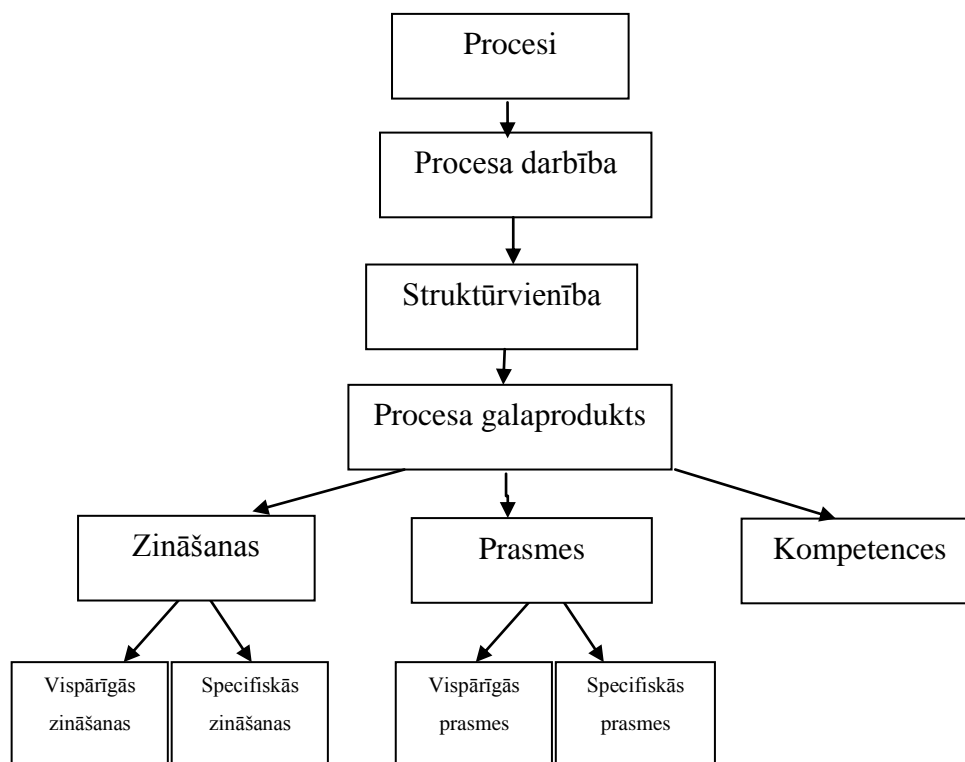 Procesi
Procesa darbība
Struktūrvienība
Procesa galaprodukts
Zināšanas
Prasmes
Kompetences
Vispārīgās
zināšanas
Specifiskās
zināšanas
Vispārīgās
prasmes
Specifiskās
prasmes